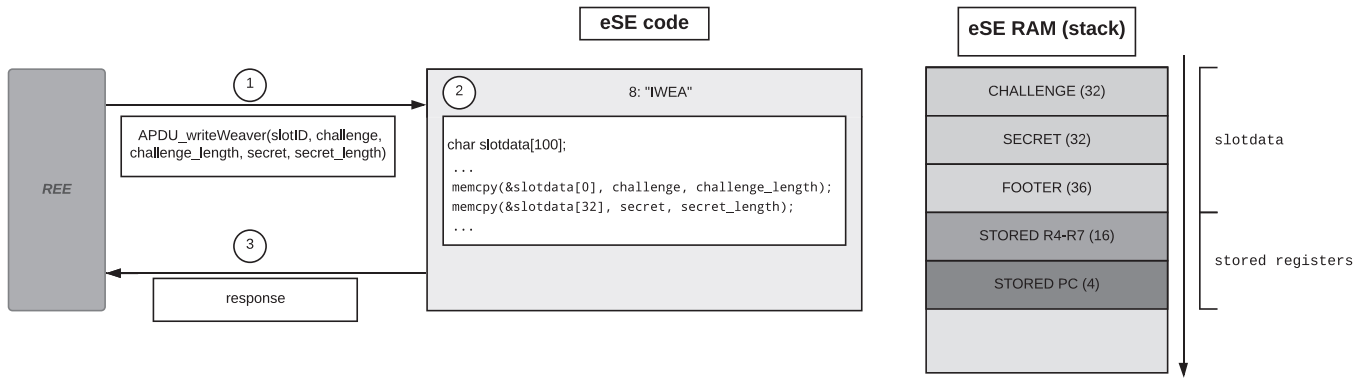 eSE code
eSE RAM (stack)
REE
1
APDU_writeWeaver(slotID, challenge,
challenge_length, secret, secret_length)
3
response
2
8: "IWEA"
char slotdata[100];
...
memcpy(&slotdata[0], challenge, challenge_length);
memcpy(&slotdata[32], secret, secret_length);
...
CHALLENGE (32)
SECRET (32)
FOOTER (36)
STORED R4-R7 (16)
STORED PC (4)
slotdata
stored registers